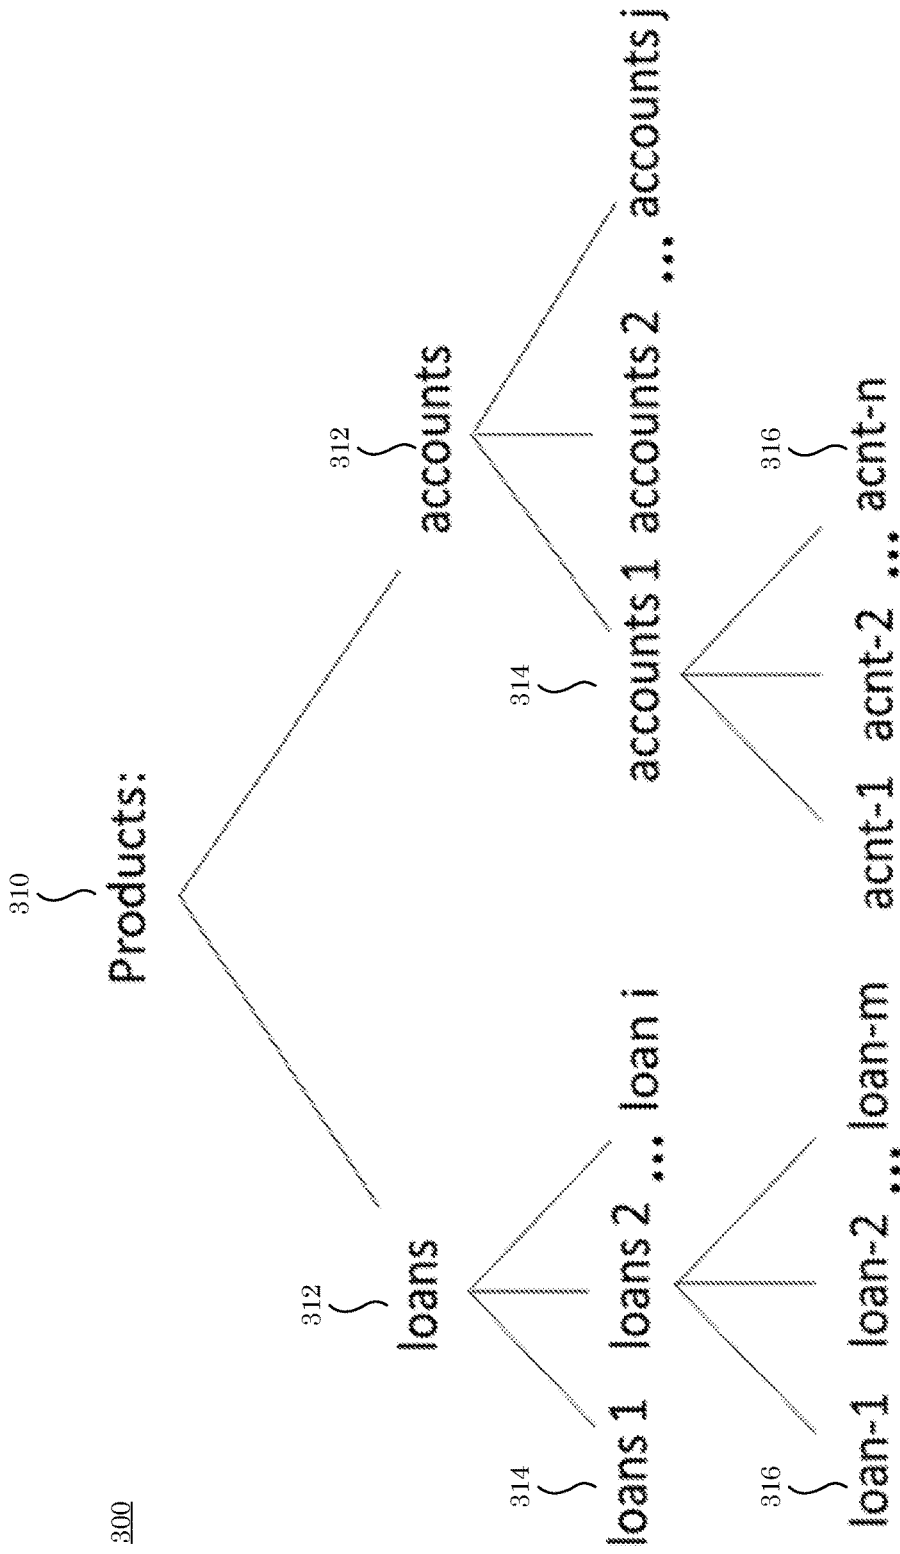 300
310
Products:
312
312
loans
accounts
314
314
loans 1 loans 2 ... loan i
accounts 1 accounts 2 ... accounts j
316
316
loan-1 loan-2 ... loan-m
acnt-1 acnt-2 ... acnt-n